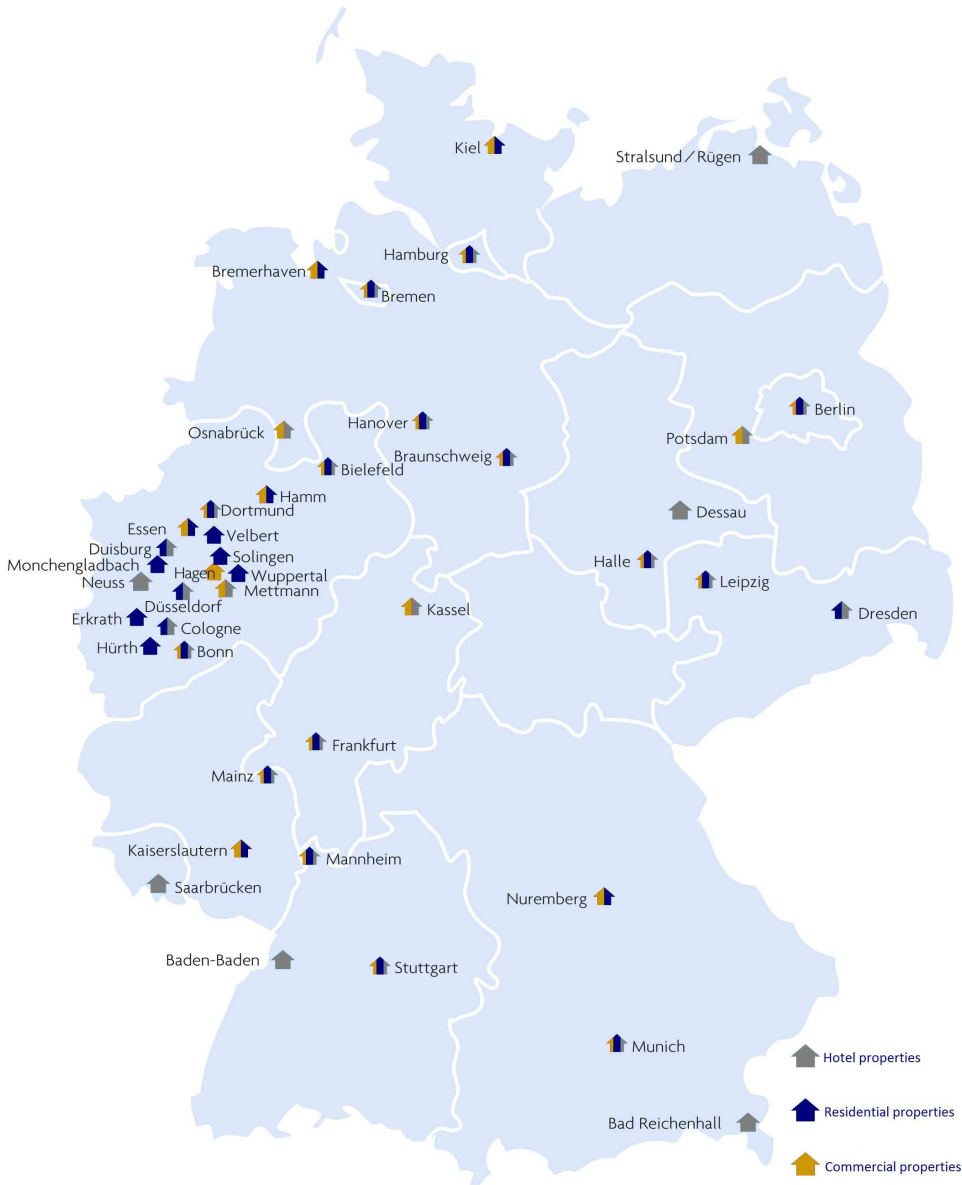 Kiel
Stralsund / Rügen
Hamburg
Bremerhaven
Bremen
Berlin
Hanover
Osnabrück
Potsdam
Braunschweig
Bielefeld
Hamm
Dortmund
Dessau
Essen
Velbert
Duisburg
Solingen
Monchengladbach
Halle
Hagen
Wuppertal
Leipzig
Neuss
Mettmann
Düsseldorf
Kassel
Dresden
Erkrath
Cologne
Hürth
Bonn
Frankfurt
Mainz
Kaiserslautern
Mannheim
Saarbrücken
Nuremberg
Baden-Baden
Stuttgart
Munich
Hotel properties
Residential properties
Bad Reichenhall
Commercial properties